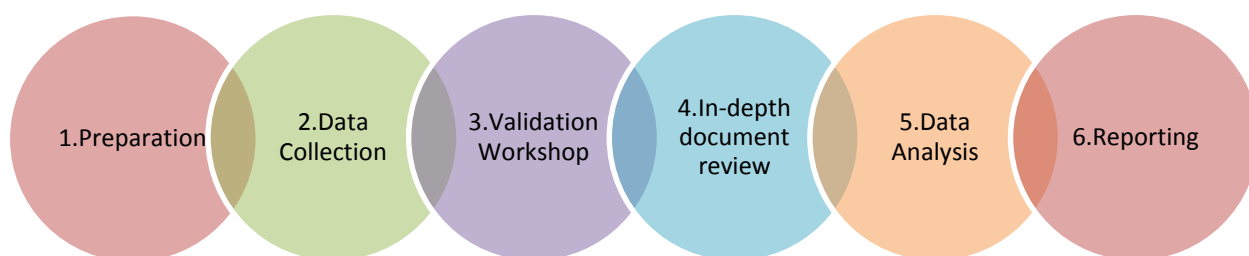 1.Preparation
2.Data
Collection
3.Validation
Workshop
4.In-depth
document
review
5.Data
Analysis
6.Reporting